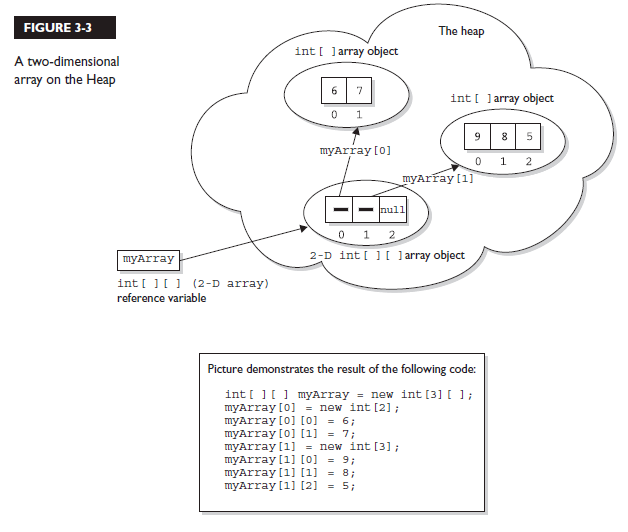 FIGURE 3-3
A two-dimensional
array on the Heap
The heap
int[ ]array object
6 7
0 1
int[ ]array object
9 8 5
0 1 2
myArray[0]
myArray[1]
null
0 1 2
2-D int[ ][ ]array object
myArray
int[ ][ ] (2-D array)
reference variable
Picture demonstrates the result of the following code:
int[ ][ ] myArray = new int[3][ ];
myArray[0] = new int[2];
myArray[0][0] = 6;
myArray[0][1] = 7;
myArray[1] = new int[3];
myArray[1][0] = 9;
myArray[1][1] = 8;
myArray[1][2] = 5;